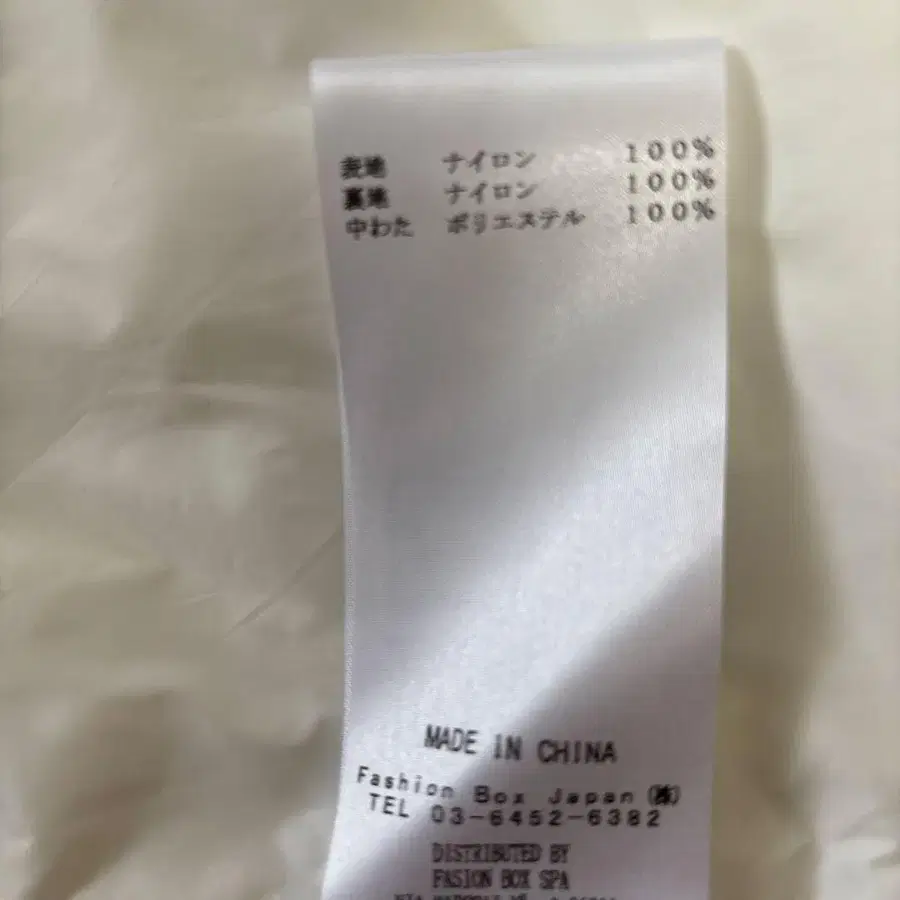 表地 ナイロン 100%
裏地 ナイロン 100%
中わた ポリエステル 100%
MADE IN CHINA
Fashion Box Japan(株)
TEL 03-6452-6382
DISTRIBUTED BY
FASION BOX SPA